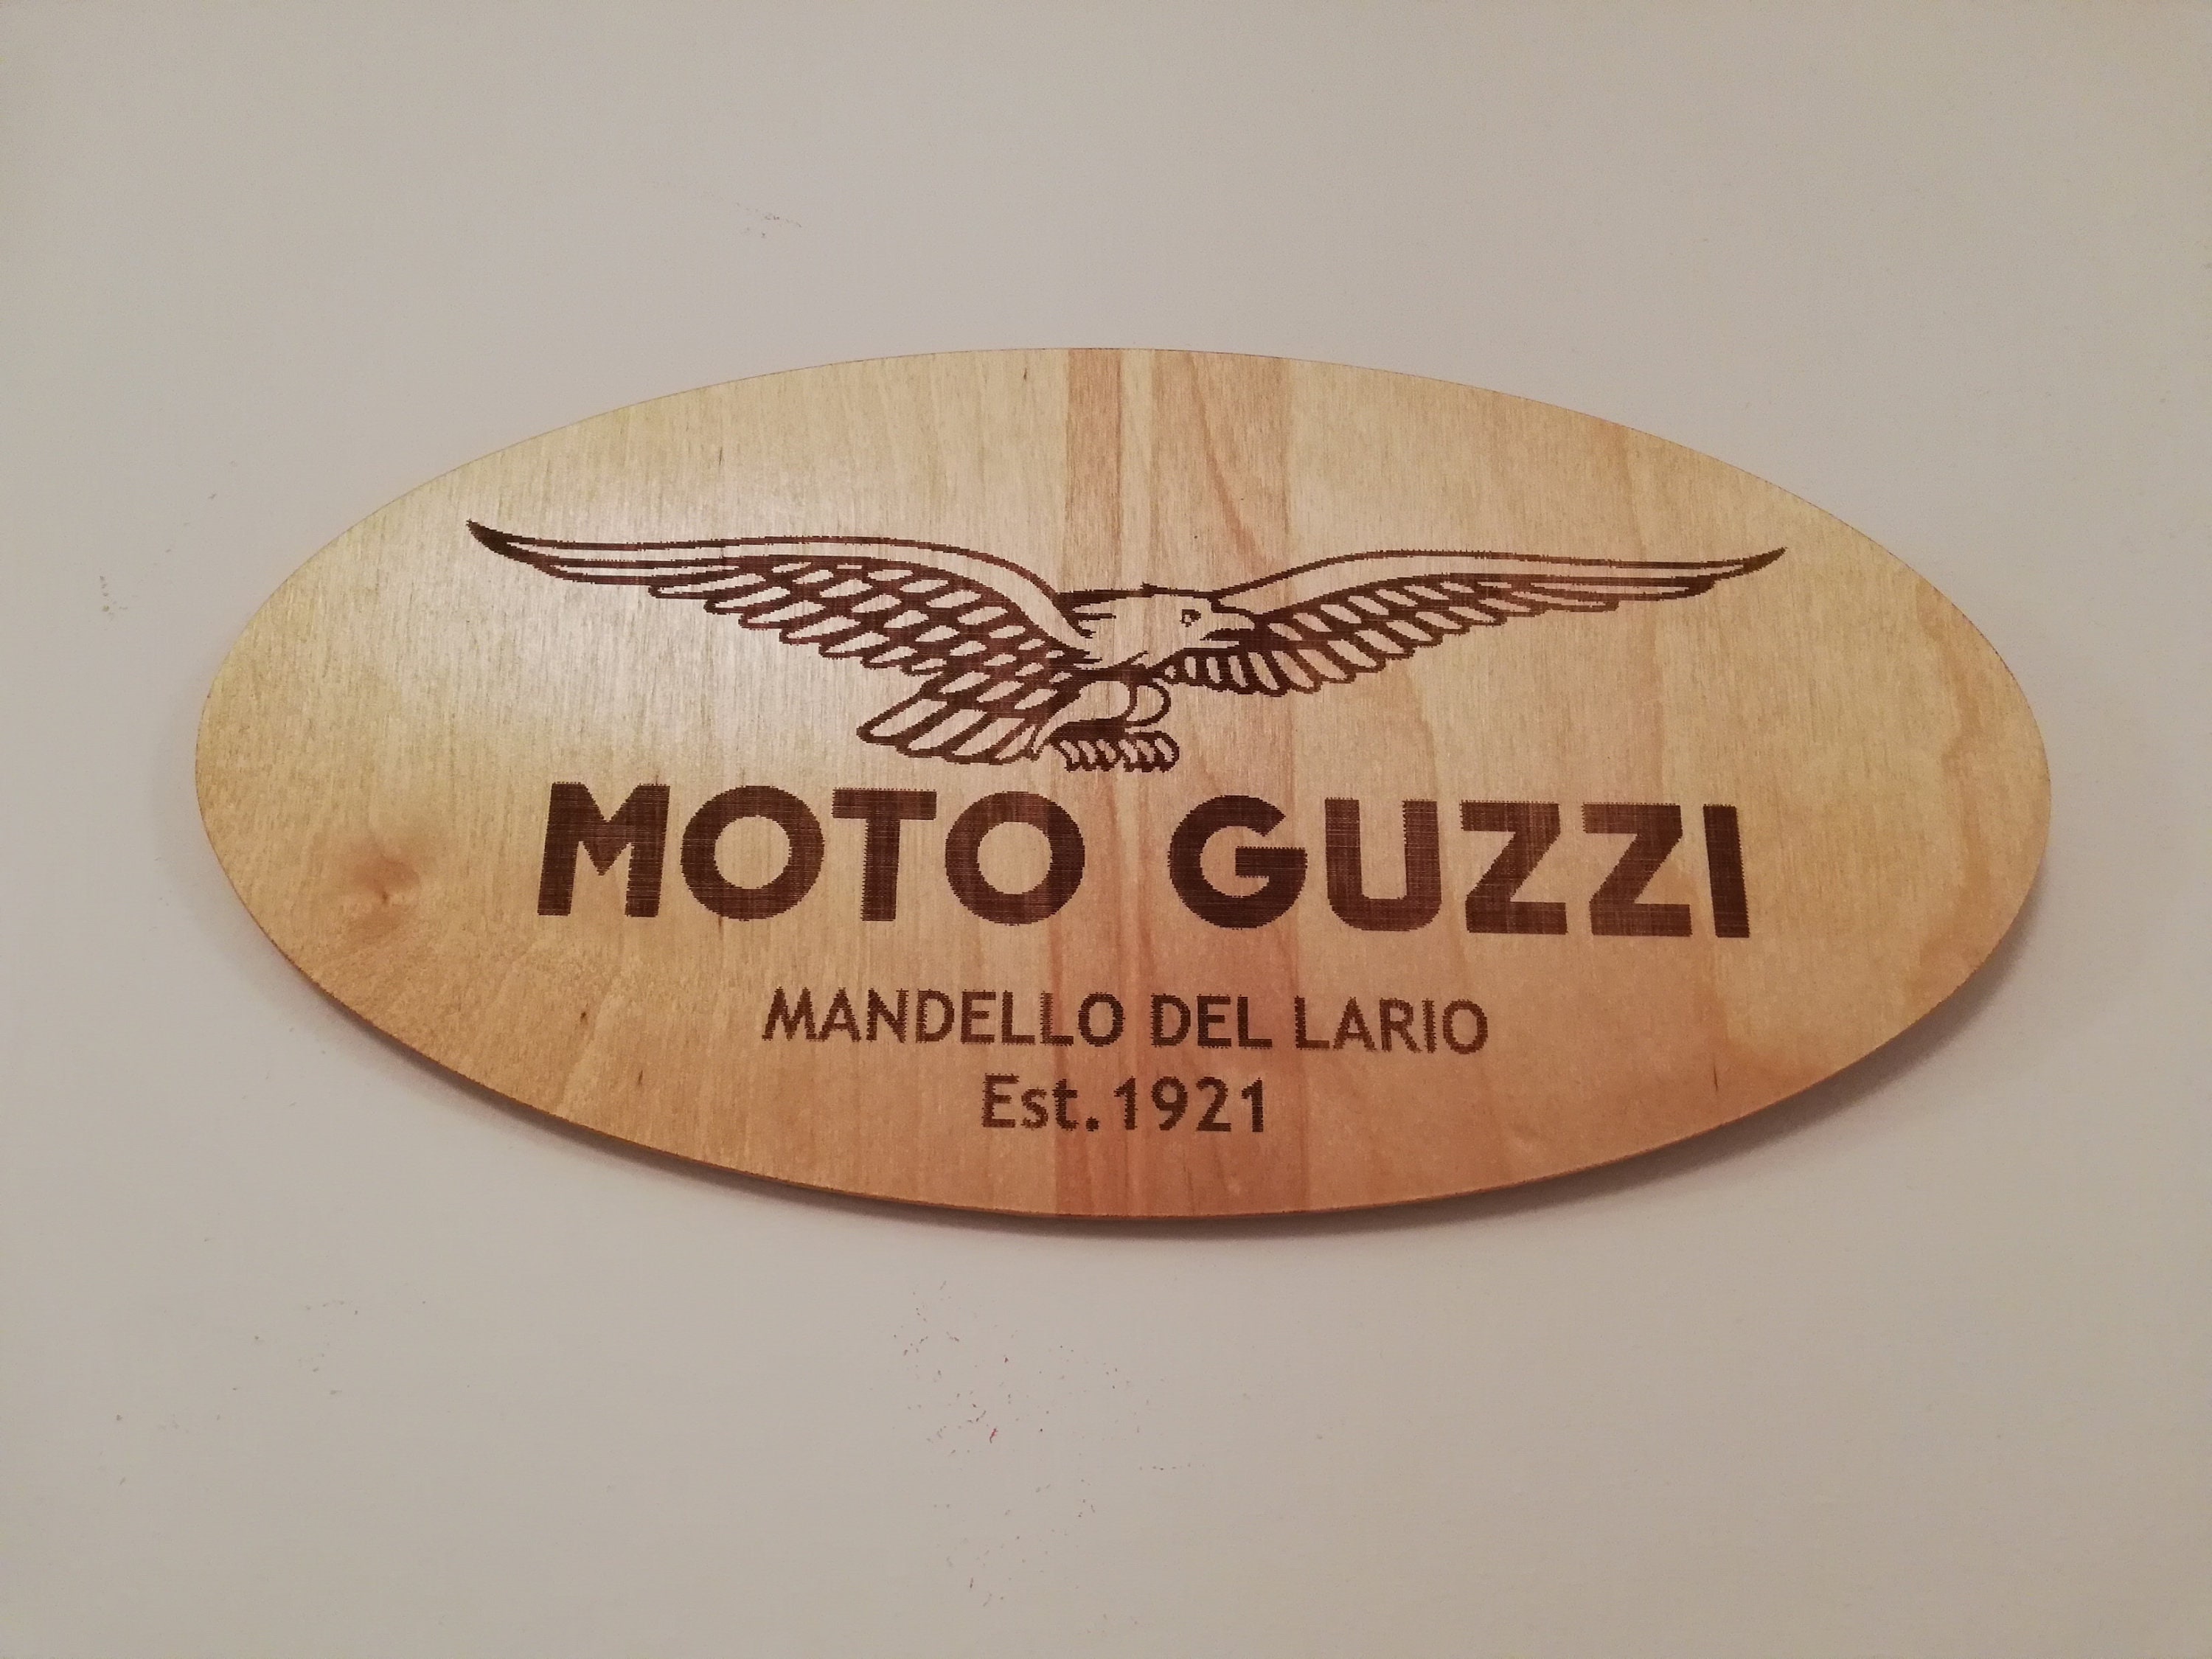 MOTO GUZZI
MANDELLO DEL LARIO
Est.1921